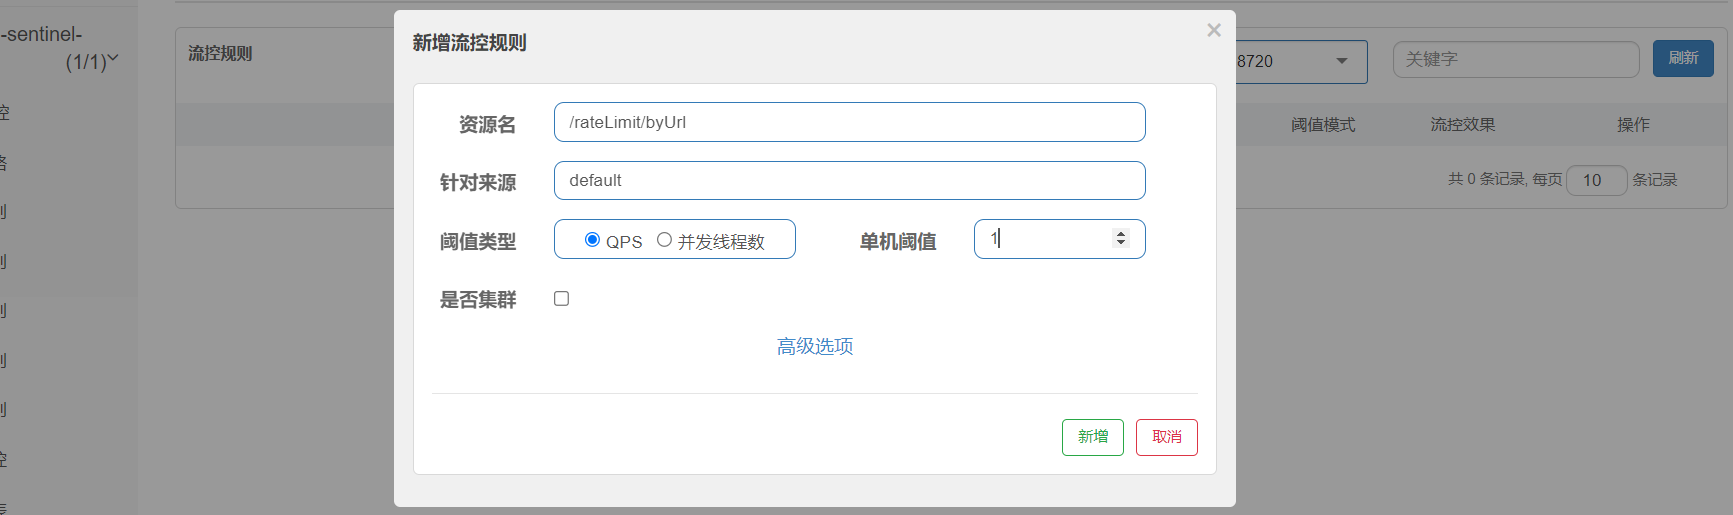 -sentinel-
(1/1)
控
流控规则
8720
关键字
刷新
阈值模式 流控效果 操作
共 0 条记录, 每页 10 条记录
新增流控规则
×
资源名 /rateLimit/byUrl
针对来源 default
阈值类型 QPS 并发线程数 单机阈值 1
是否集群
高级选项
新增 取消